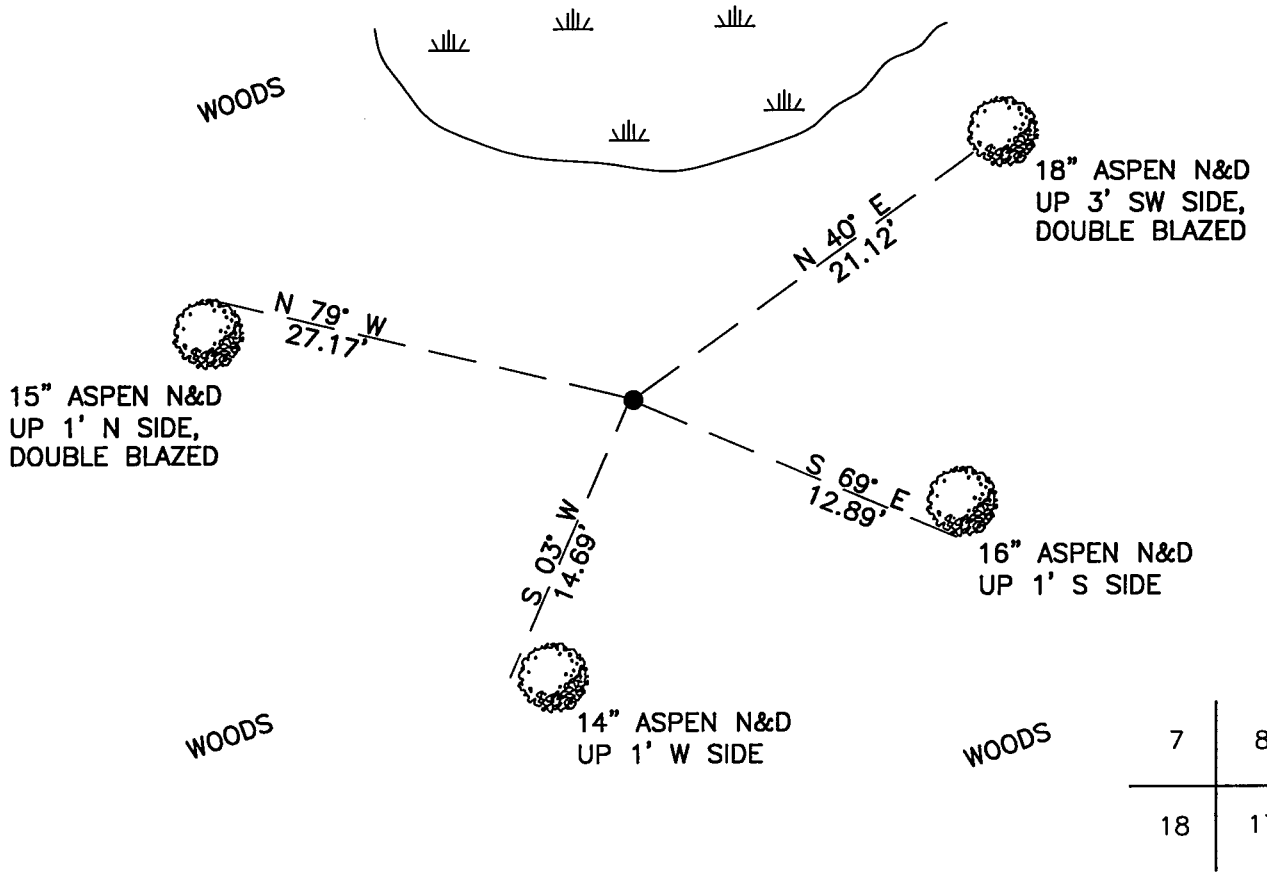 WOODS
18" ASPEN N&D
UP 3' SW SIDE,
DOUBLE BLAZED
N 40° E
21.12'
N 79° W
27.17'
15" ASPEN N&D
UP 1' N SIDE,
DOUBLE BLAZED
S 69° E
12.89'
16" ASPEN N&D
UP 1' S SIDE
S 03° W
14.69'
14" ASPEN N&D
UP 1' W SIDE
WOODS
WOODS
7 8
18